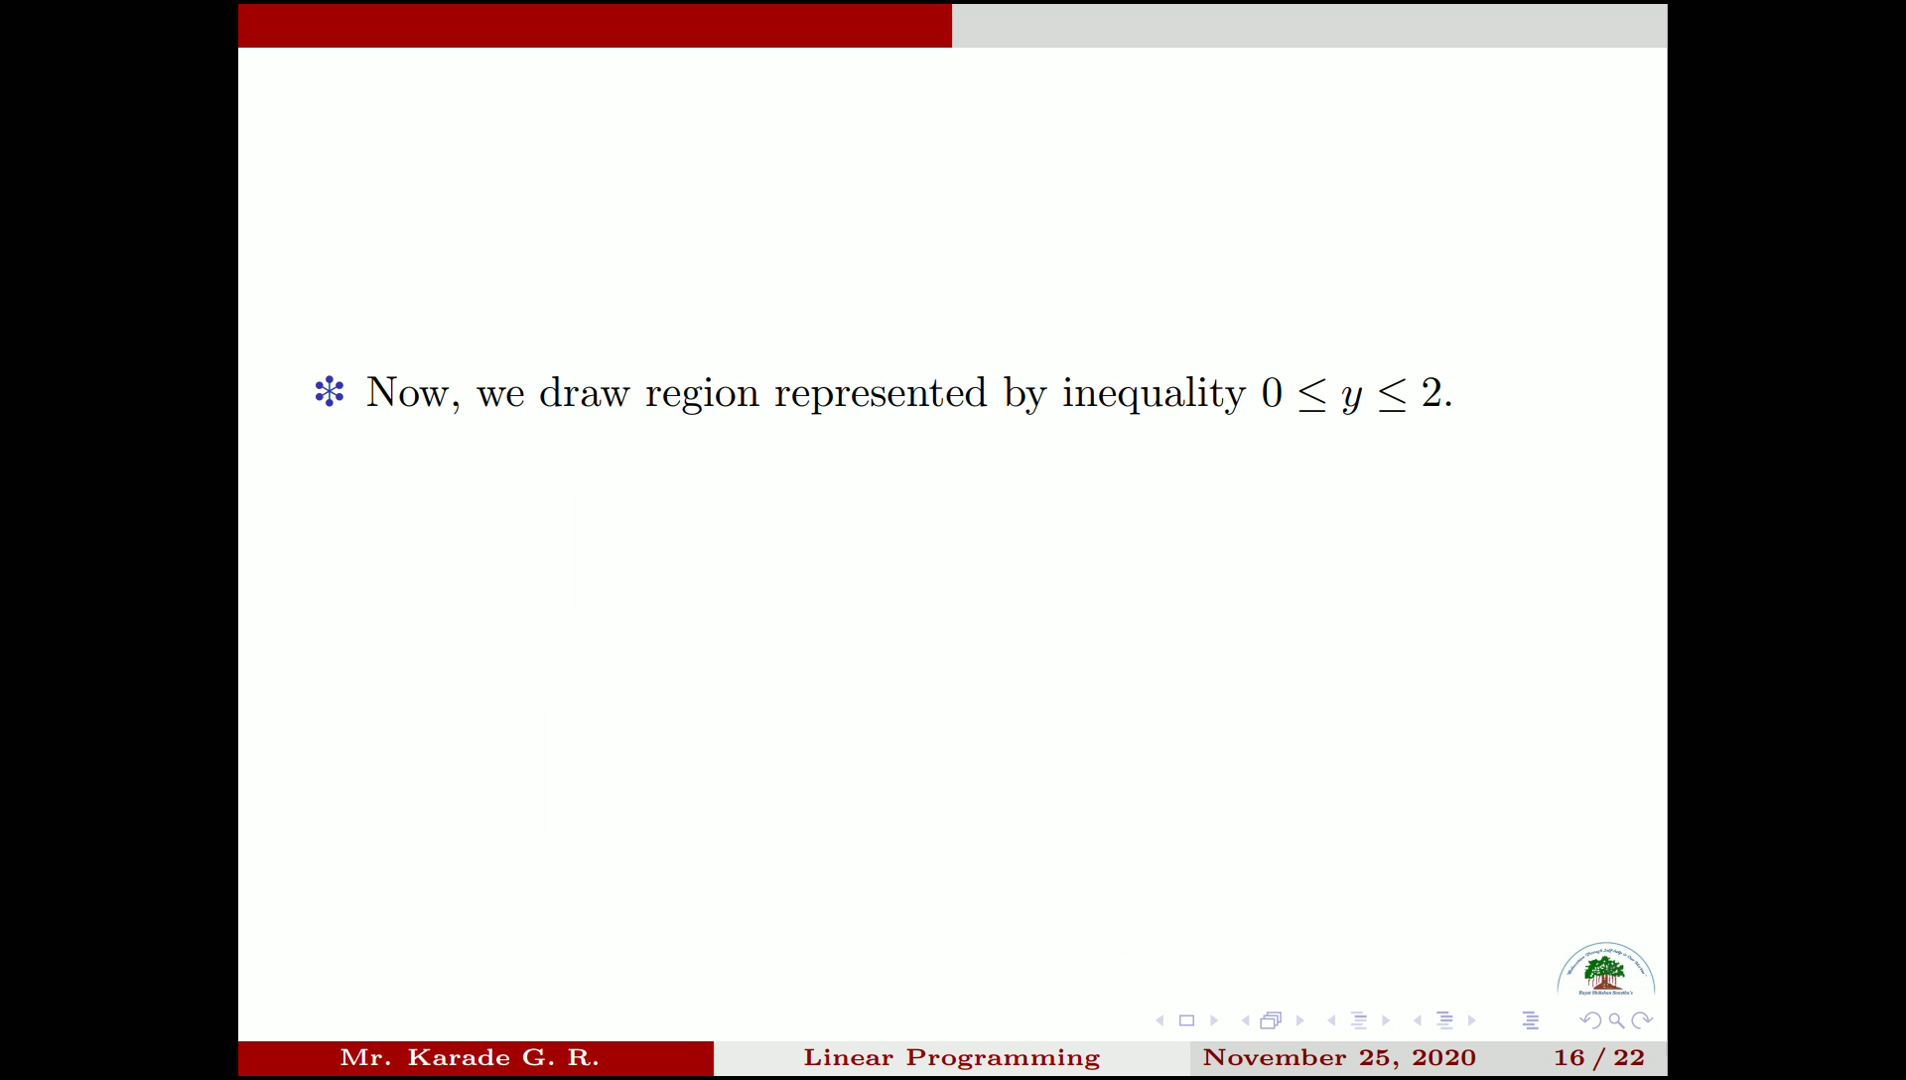 Now, we draw region represented by inequality 0 ≤ y ≤ 2.
Mr. Karade G. R. Linear Programming November 25, 2020 16 / 22